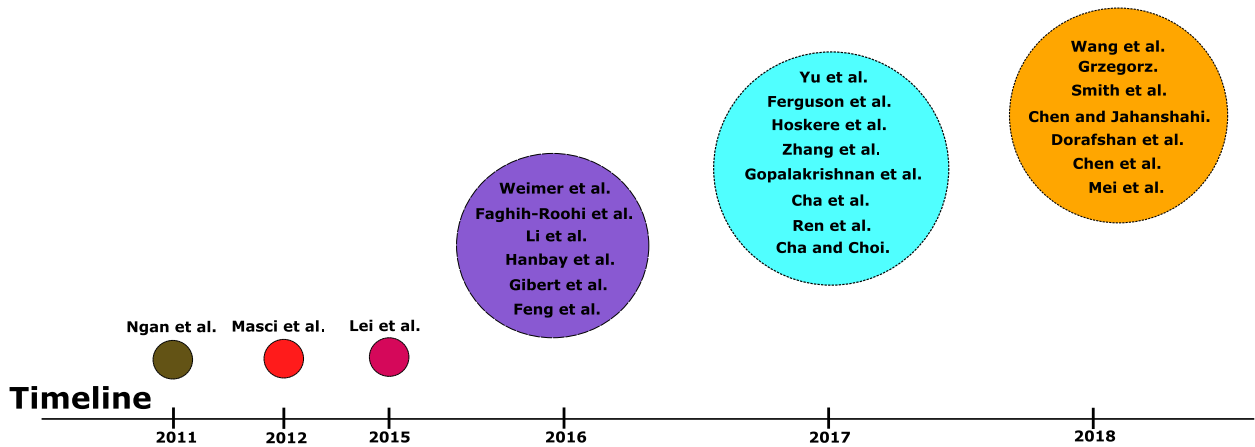 Wang et al.
Grzegorz.
Smith et al.
Chen and Jahanshahi.
Dorafshan et al.
Chen et al.
Mei et al.
Yu et al.
Ferguson et al.
Hoskere et al.
Zhang et al.
Gopalakrishnan et al.
Cha et al.
Ren et al.
Cha and Choi.
Weimer et al.
Faghih-Roohi et al.
Li et al.
Hanbay et al.
Gibert et al.
Feng et al.
Ngan et al. Masci et al. Lei et al.
Timeline
2011 2012 2015 2016 2017 2018